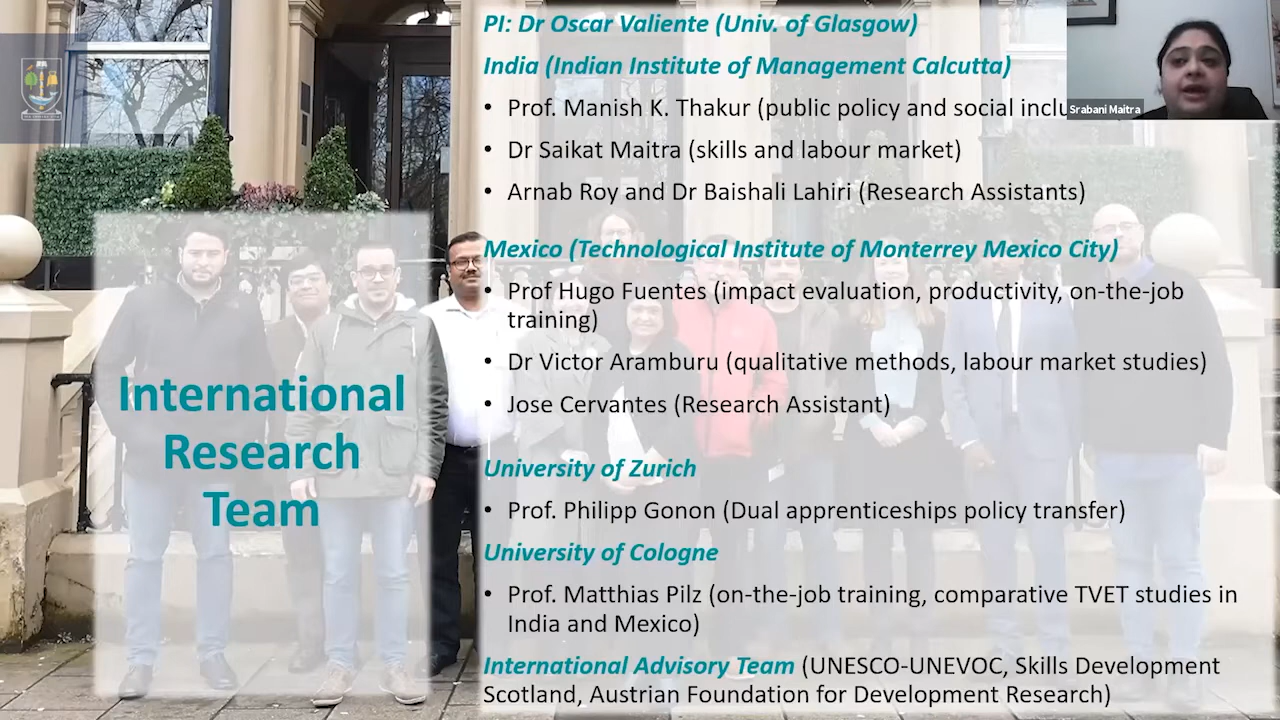 PI: Dr Oscar Valiente (Univ. of Glasgow)
India (Indian Institute of Management Calcutta)
• Prof. Manish K. Thakur (public policy and social
Srabani Maitra
• Dr Saikat Maitra (skills and labour market)
• Arnab Roy and Dr Baishali Lahiri (Research Assistants)
Mexico (Technological Institute of Monterrey Mexico City)
• Prof Hugo Fuentes (impact evaluation, productivity, on-the-job
training)
• Dr Victor Aramburu (qualitative methods, labour market studies)
• Jose Cervantes (Research Assistant)
International
Research
Team
University of Zurich
• Prof. Philipp Gonon (Dual apprenticeships policy transfer)
University of Cologne
• Prof. Matthias Pilz (on-the-job training, comparative TVET studies in
India and Mexico)
International Advisory Team (UNESCO-UNEVOC, Skills Development
Scotland, Austrian Foundation for Development Research)